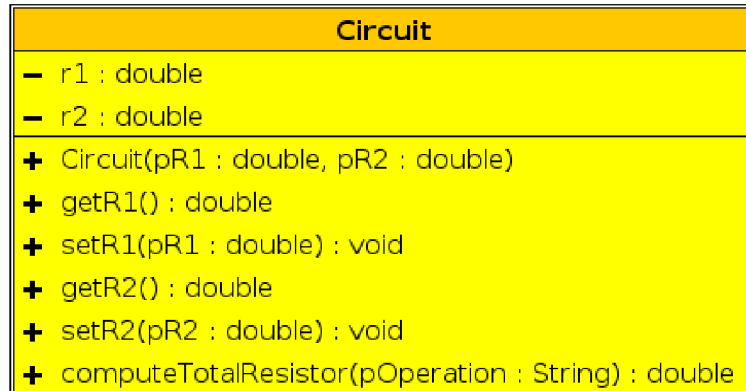 Circuit
- r1 : double
- r2 : double
+ Circuit(pR1 : double, pR2 : double)
+ getR1() : double
+ setR1(pR1 : double) : void
+ getR2() : double
+ setR2(pR2 : double) : void
+ computeTotalResistor(pOperation : String) : double